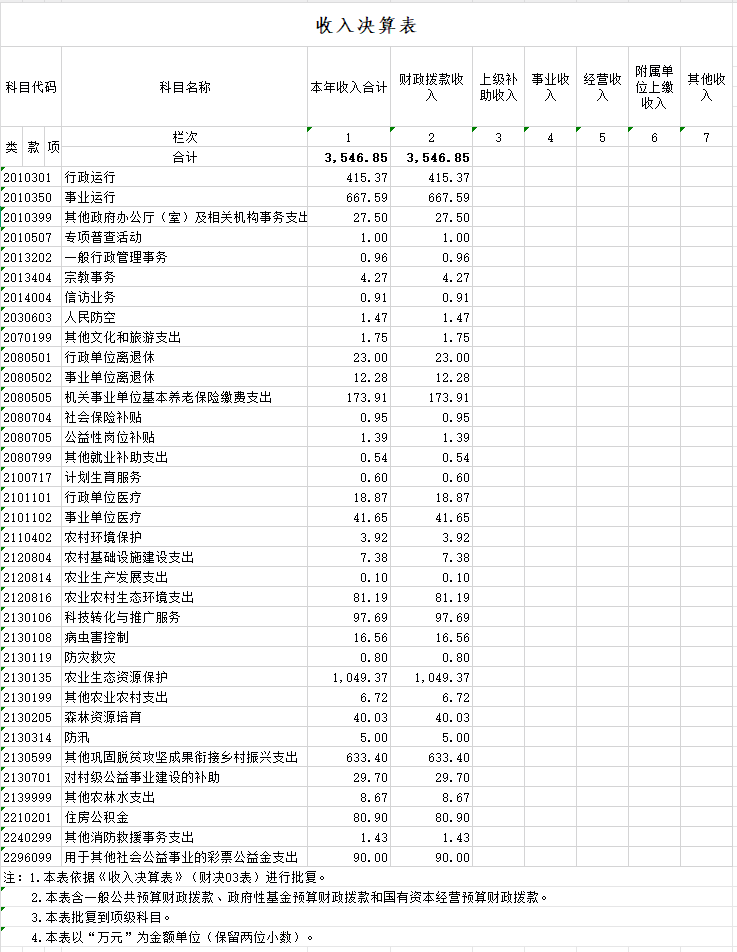 收入决算表
科目代码 科目名称 本年收入合计 财政拨款收入 上级补助收入 事业收入 经营收入 附属单位上缴收入 其他收入
类 款 项 栏次 1 2 3 4 5 6 7
合计 3,546.85 3,546.85
2010301 行政运行 415.37 415.37
2010350 事业运行 667.59 667.59
2010399 其他政府办公厅（室）及相关机构事务支出 27.50 27.50
2010507 专项普查活动 1.00 1.00
2013202 一般行政管理事务 0.96 0.96
2013404 宗教事务 4.27 4.27
2014004 信访业务 0.91 0.91
2030603 人民防空 1.47 1.47
2070199 其他文化和旅游支出 1.75 1.75
2080501 行政单位离退休 23.00 23.00
2080502 事业单位离退休 12.28 12.28
2080505 机关事业单位基本养老保险缴费支出 173.91 173.91
2080704 社会保险补贴 0.95 0.95
2080705 公益性岗位补贴 1.39 1.39
2080799 其他就业补助支出 0.54 0.54
2100717 计划生育服务 0.60 0.60
2101101 行政单位医疗 18.87 18.87
2101102 事业单位医疗 41.65 41.65
2110402 农村环境保护 3.92 3.92
2120804 农村基础设施建设支出 7.38 7.38
2120814 农业生产发展支出 0.10 0.10
2120816 农业农村生态环境支出 81.19 81.19
2130106 科技转化与推广服务 97.69 97.69
2130108 病虫害控制 16.56 16.56
2130119 防灾救灾 0.80 0.80
2130135 农业生态资源保护 1,049.37 1,049.37
2130199 其他农业农村支出 6.72 6.72
2130205 森林资源培育 40.03 40.03
2130314 防汛 5.00 5.00
2130599 其他巩固脱贫攻坚成果衔接乡村振兴支出 633.40 633.40
2130701 对村级公益事业建设的补助 29.70 29.70
2139999 其他农林水支出 8.67 8.67
2210201 住房公积金 80.90 80.90
2240299 其他消防救援事务支出 1.43 1.43
2296099 用于其他社会公益事业的彩票公益金支出 90.00 90.00
注：1.本表依据《收入决算表》（财决03表）进行批复。
2.本表含一般公共预算财政拨款、政府性基金预算财政拨款和国有资本经营预算财政拨款。
3.本表批复到项级科目。
4.本表以“万元”为金额单位（保留两位小数）。